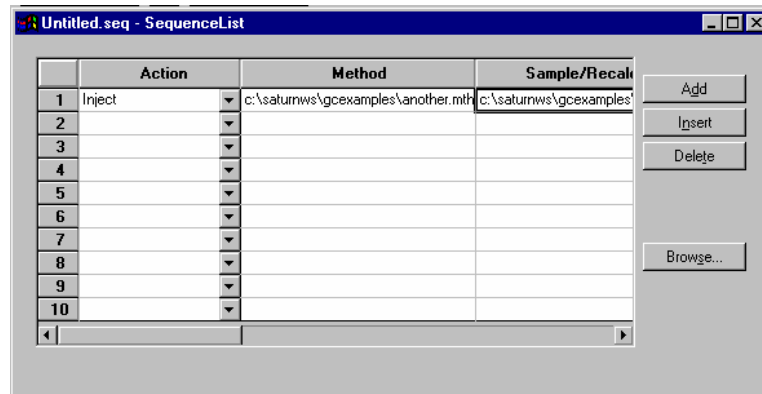 Untitled.seq - SequenceList
Action Method Sample/Recal
1 Inject c:\saturnws\gcexamples\another.mth c:\saturnws\gcexamples\
2
3
4
5
6
7
8
9
10
Add
Insert
Delete
Browse...